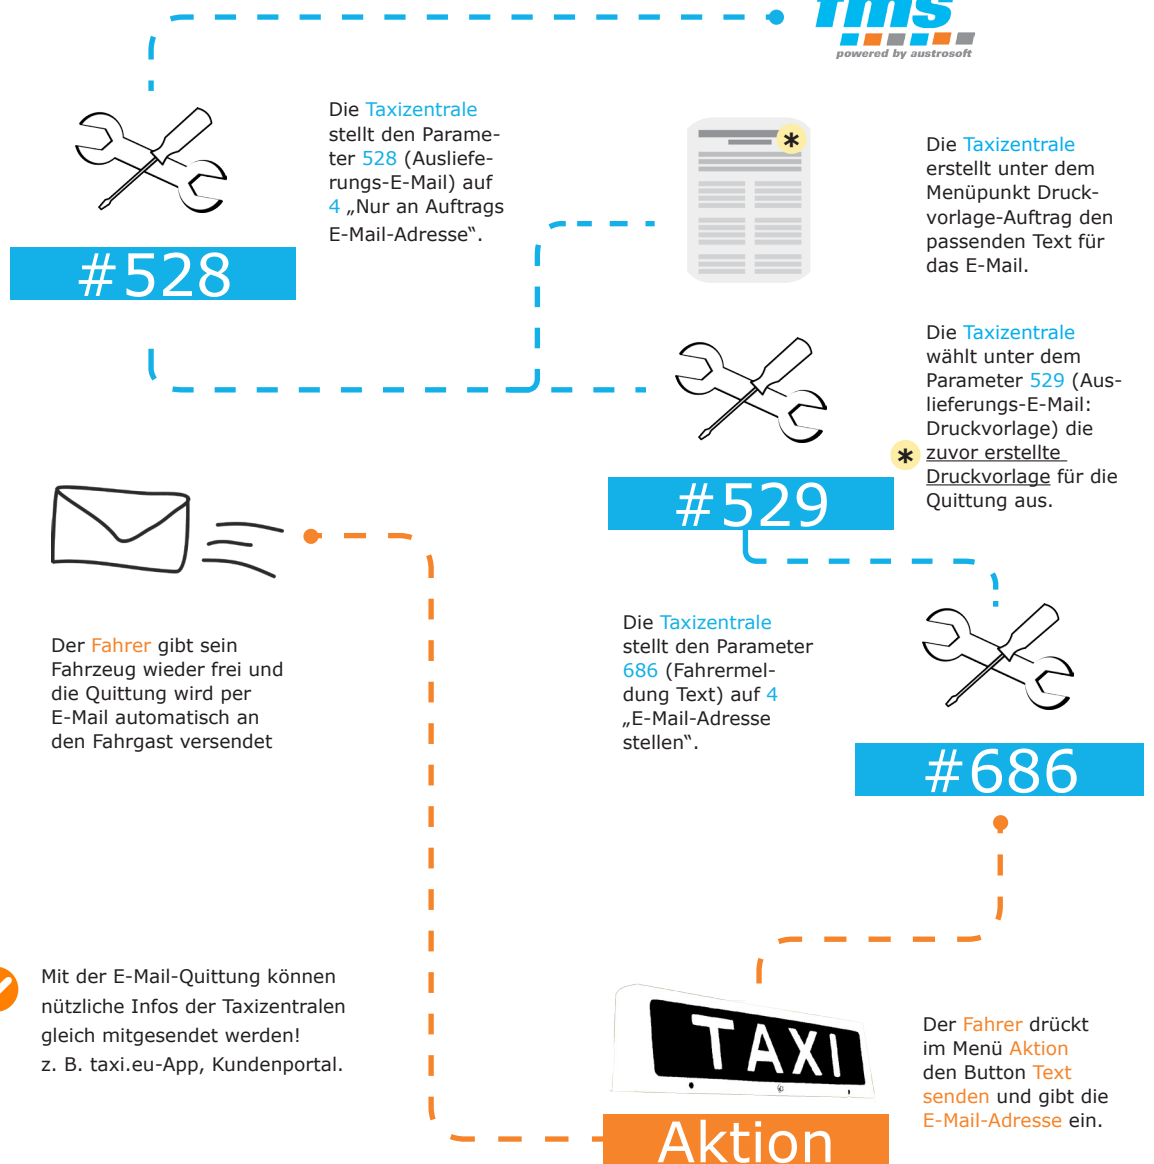 fms
powered by austrosoft
Die Taxizentrale
stellt den Parame-
ter 528 (Ausliefe-
rungs-E-Mail) auf
4 „Nur an Auftrags
E-Mail-Adresse“.
#528
Die Taxizentrale
erstellt unter dem
Menüpunkt Druck-
vorlage-Auftrag den
passenden Text für
das E-Mail.
*
Die Taxizentrale
wählt unter dem
Parameter 529 (Aus-
lieferungs-E-Mail:
Druckvorlage) die
* zuvor erstellte
Druckvorlage für die
Quittung aus.
#529
Die Taxizentrale
stellt den Parameter
686 (Fahrermel-
dung Text) auf 4
„E-Mail-Adresse
stellen“.
#686
Der Fahrer drückt
im Menü Aktion
den Button Text
senden und gibt die
E-Mail-Adresse ein.
TAXI
Aktion
Der Fahrer gibt sein
Fahrzeug wieder frei und
die Quittung wird per
E-Mail automatisch an
den Fahrgast versendet
Mit der E-Mail-Quittung können
nützliche Infos der Taxizentralen
gleich mitgesendet werden!
z. B. taxi.eu-App, Kundenportal.